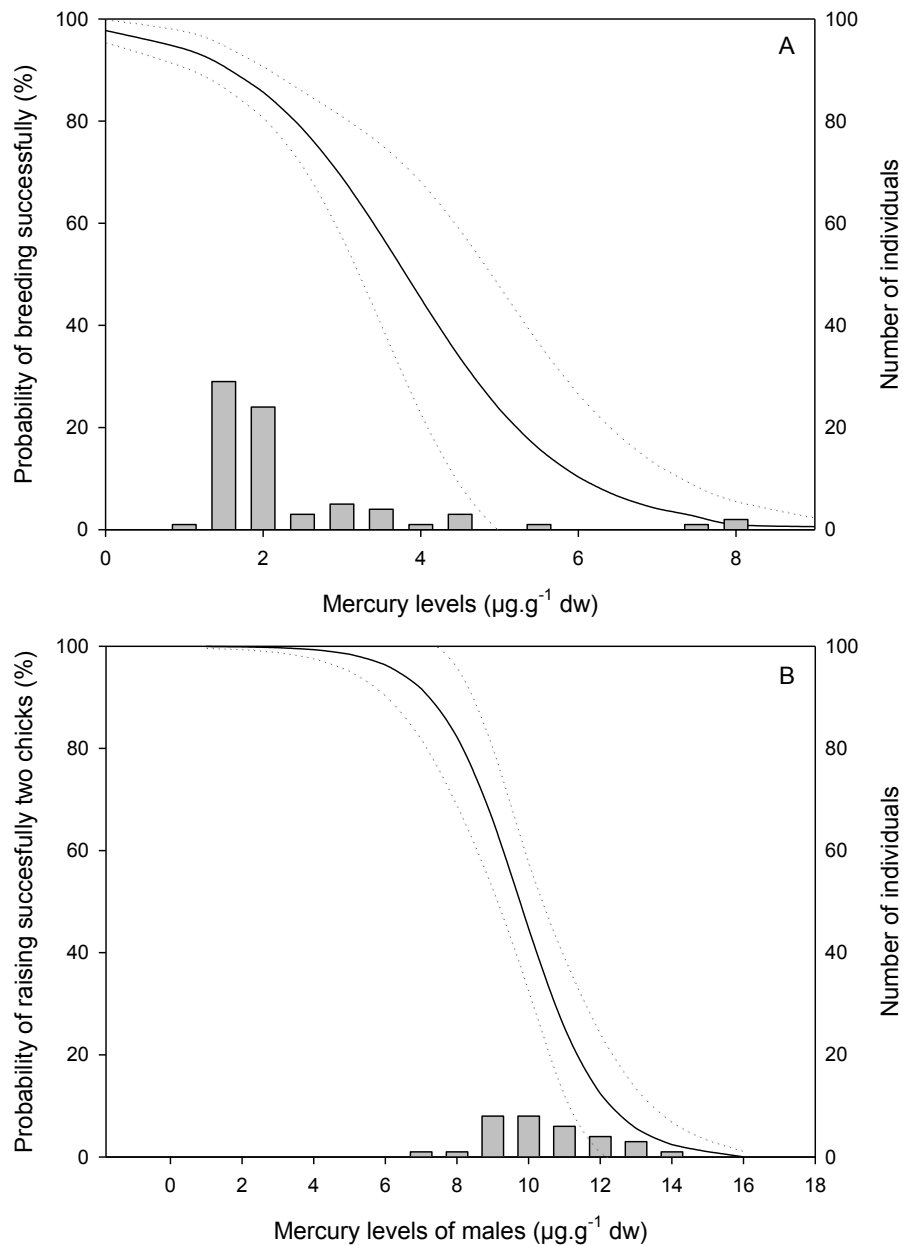 A
Probability of breeding successfully (%)
Number of individuals
100
80
60
40
20
0
100
80
60
40
20
0
0 2 4 6 8
Mercury levels (µg.g⁻¹ dw)
B
Probability of raising succesfully two chicks (%)
Number of individuals
100
80
60
40
20
0
100
80
60
40
20
0
0 2 4 6 8 10 12 14 16 18
Mercury levels of males (µg.g⁻¹ dw)